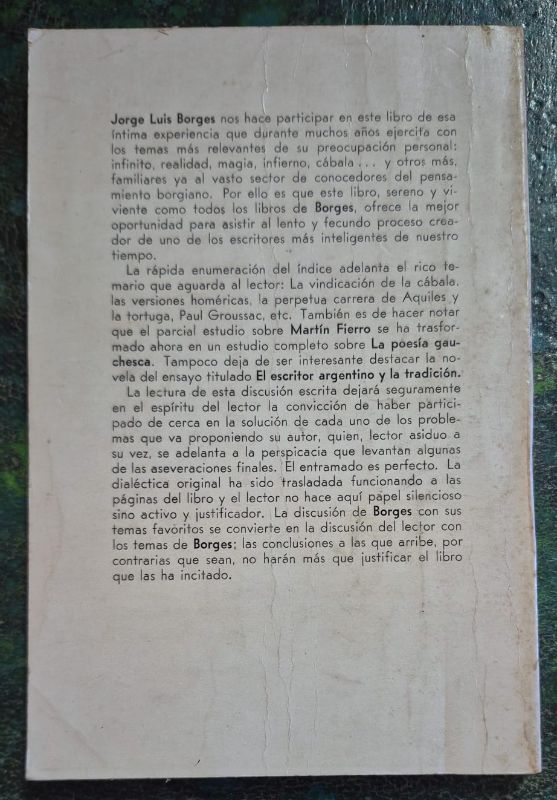 Jorge Luis Borges nos hace participar en este libro de esa
íntima experiencia que durante muchos años ejercita con
los temas más relevantes de su preocupación personal:
infinito, realidad, magia, infierno, cábala... y otros más,
familiares ya al vasto sector de conocedores del pensa-
miento borgiano. Por ello es que este libro, sereno y vi-
viente como todos los libros de Borges, ofrece la mejor
oportunidad para asistir al lento y fecundo proceso crea-
dor de uno de los escritores más inteligentes de nuestro
tiempo.
La rápida enumeración del índice adelanta el rico te-
mario que aguarda al lector: La vindicación de la cábala,
las versiones homéricas, la perpetua carrera de Aquiles y
la tortuga, Paul Groussac, etc. También es de hacer notar
que el parcial estudio sobre Martín Fierro se ha trasfor-
mado ahora en un estudio completo sobre La poesía gau-
chesca. Tampoco deja de ser interesante destacar la no-
vela del ensayo titulado El escritor argentino y la tradición.
La lectura de esta discusión escrita dejará seguramente
en el espíritu del lector la convicción de haber partici-
pado de cerca en la solución de cada uno de los proble-
mas que va proponiendo su autor, quien, lector asiduo a
su vez, se adelanta a la perspicacia que levantan algunas
de las aseveraciones finales. El entramado es perfecto. La
dialéctica original ha sido trasladada funcionando a las
páginas del libro y el lector no hace aquí papel silencioso
sino activo y justificador. La discusión de Borges con sus
temas favoritos se convierte en la discusión del lector con
los temas de Borges; las conclusiones a las que arribe, por
contrarias que sean, no harán más que justificar el libro
que las ha incitado.